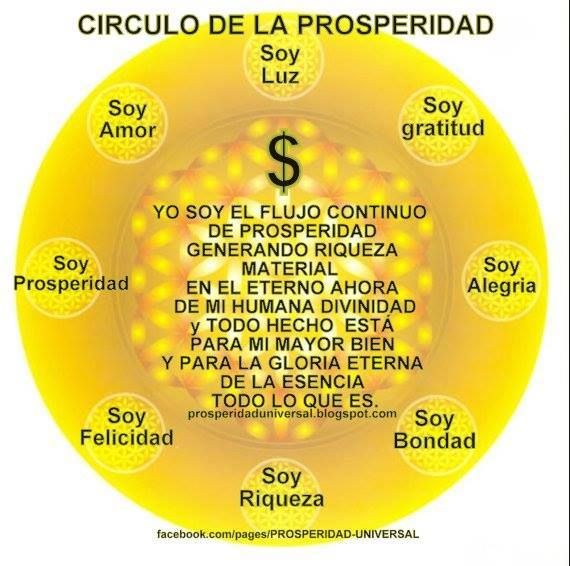 CIRCULO DE LA PROSPERIDAD
Soy
Luz
Soy
Amor
Soy
gratitud
$
YO SOY EL FLUJO CONTINUO
DE PROSPERIDAD
GENERANDO RIQUEZA
MATERIAL
EN EL ETERNO AHORA
DE MI HUMANA DIVINIDAD
y TODO HECHO ESTÁ
PARA MI MAYOR BIEN
Y PARA LA GLORIA ETERNA
DE LA ESENCIA
TODO LO QUE ES.
prosperidaduniversal.blogspot.com
Soy
Prosperidad
Soy
Alegria
Soy
Felicidad
Soy
Bondad
Soy
Riqueza
facebook.com/pages/PROSPERIDAD-UNIVERSAL